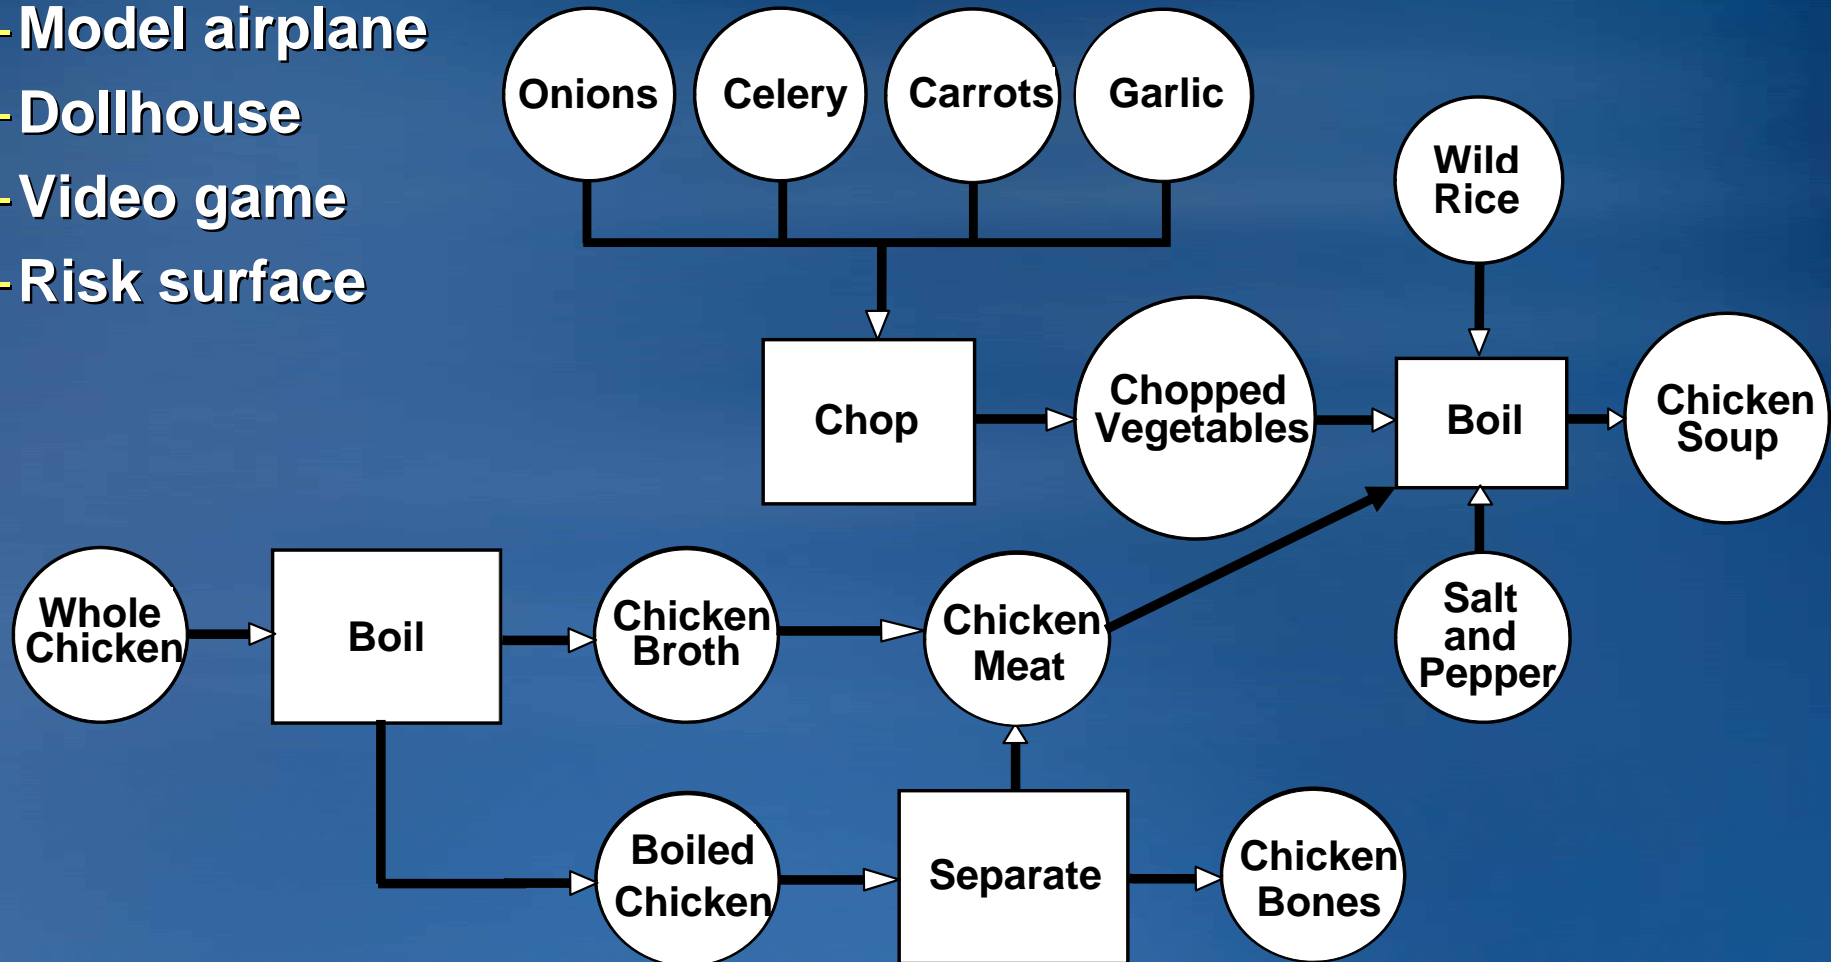 -Model airplane
-Dollhouse
-Video game
-Risk surface
Onions
Celery
Carrots
Garlic
Wild
Rice
Chop
Chopped
Vegetables
Boil
Chicken
Soup
Whole
Chicken
Boil
Chicken
Broth
Chicken
Meat
Salt
and
Pepper
Boiled
Chicken
Separate
Chicken
Bones